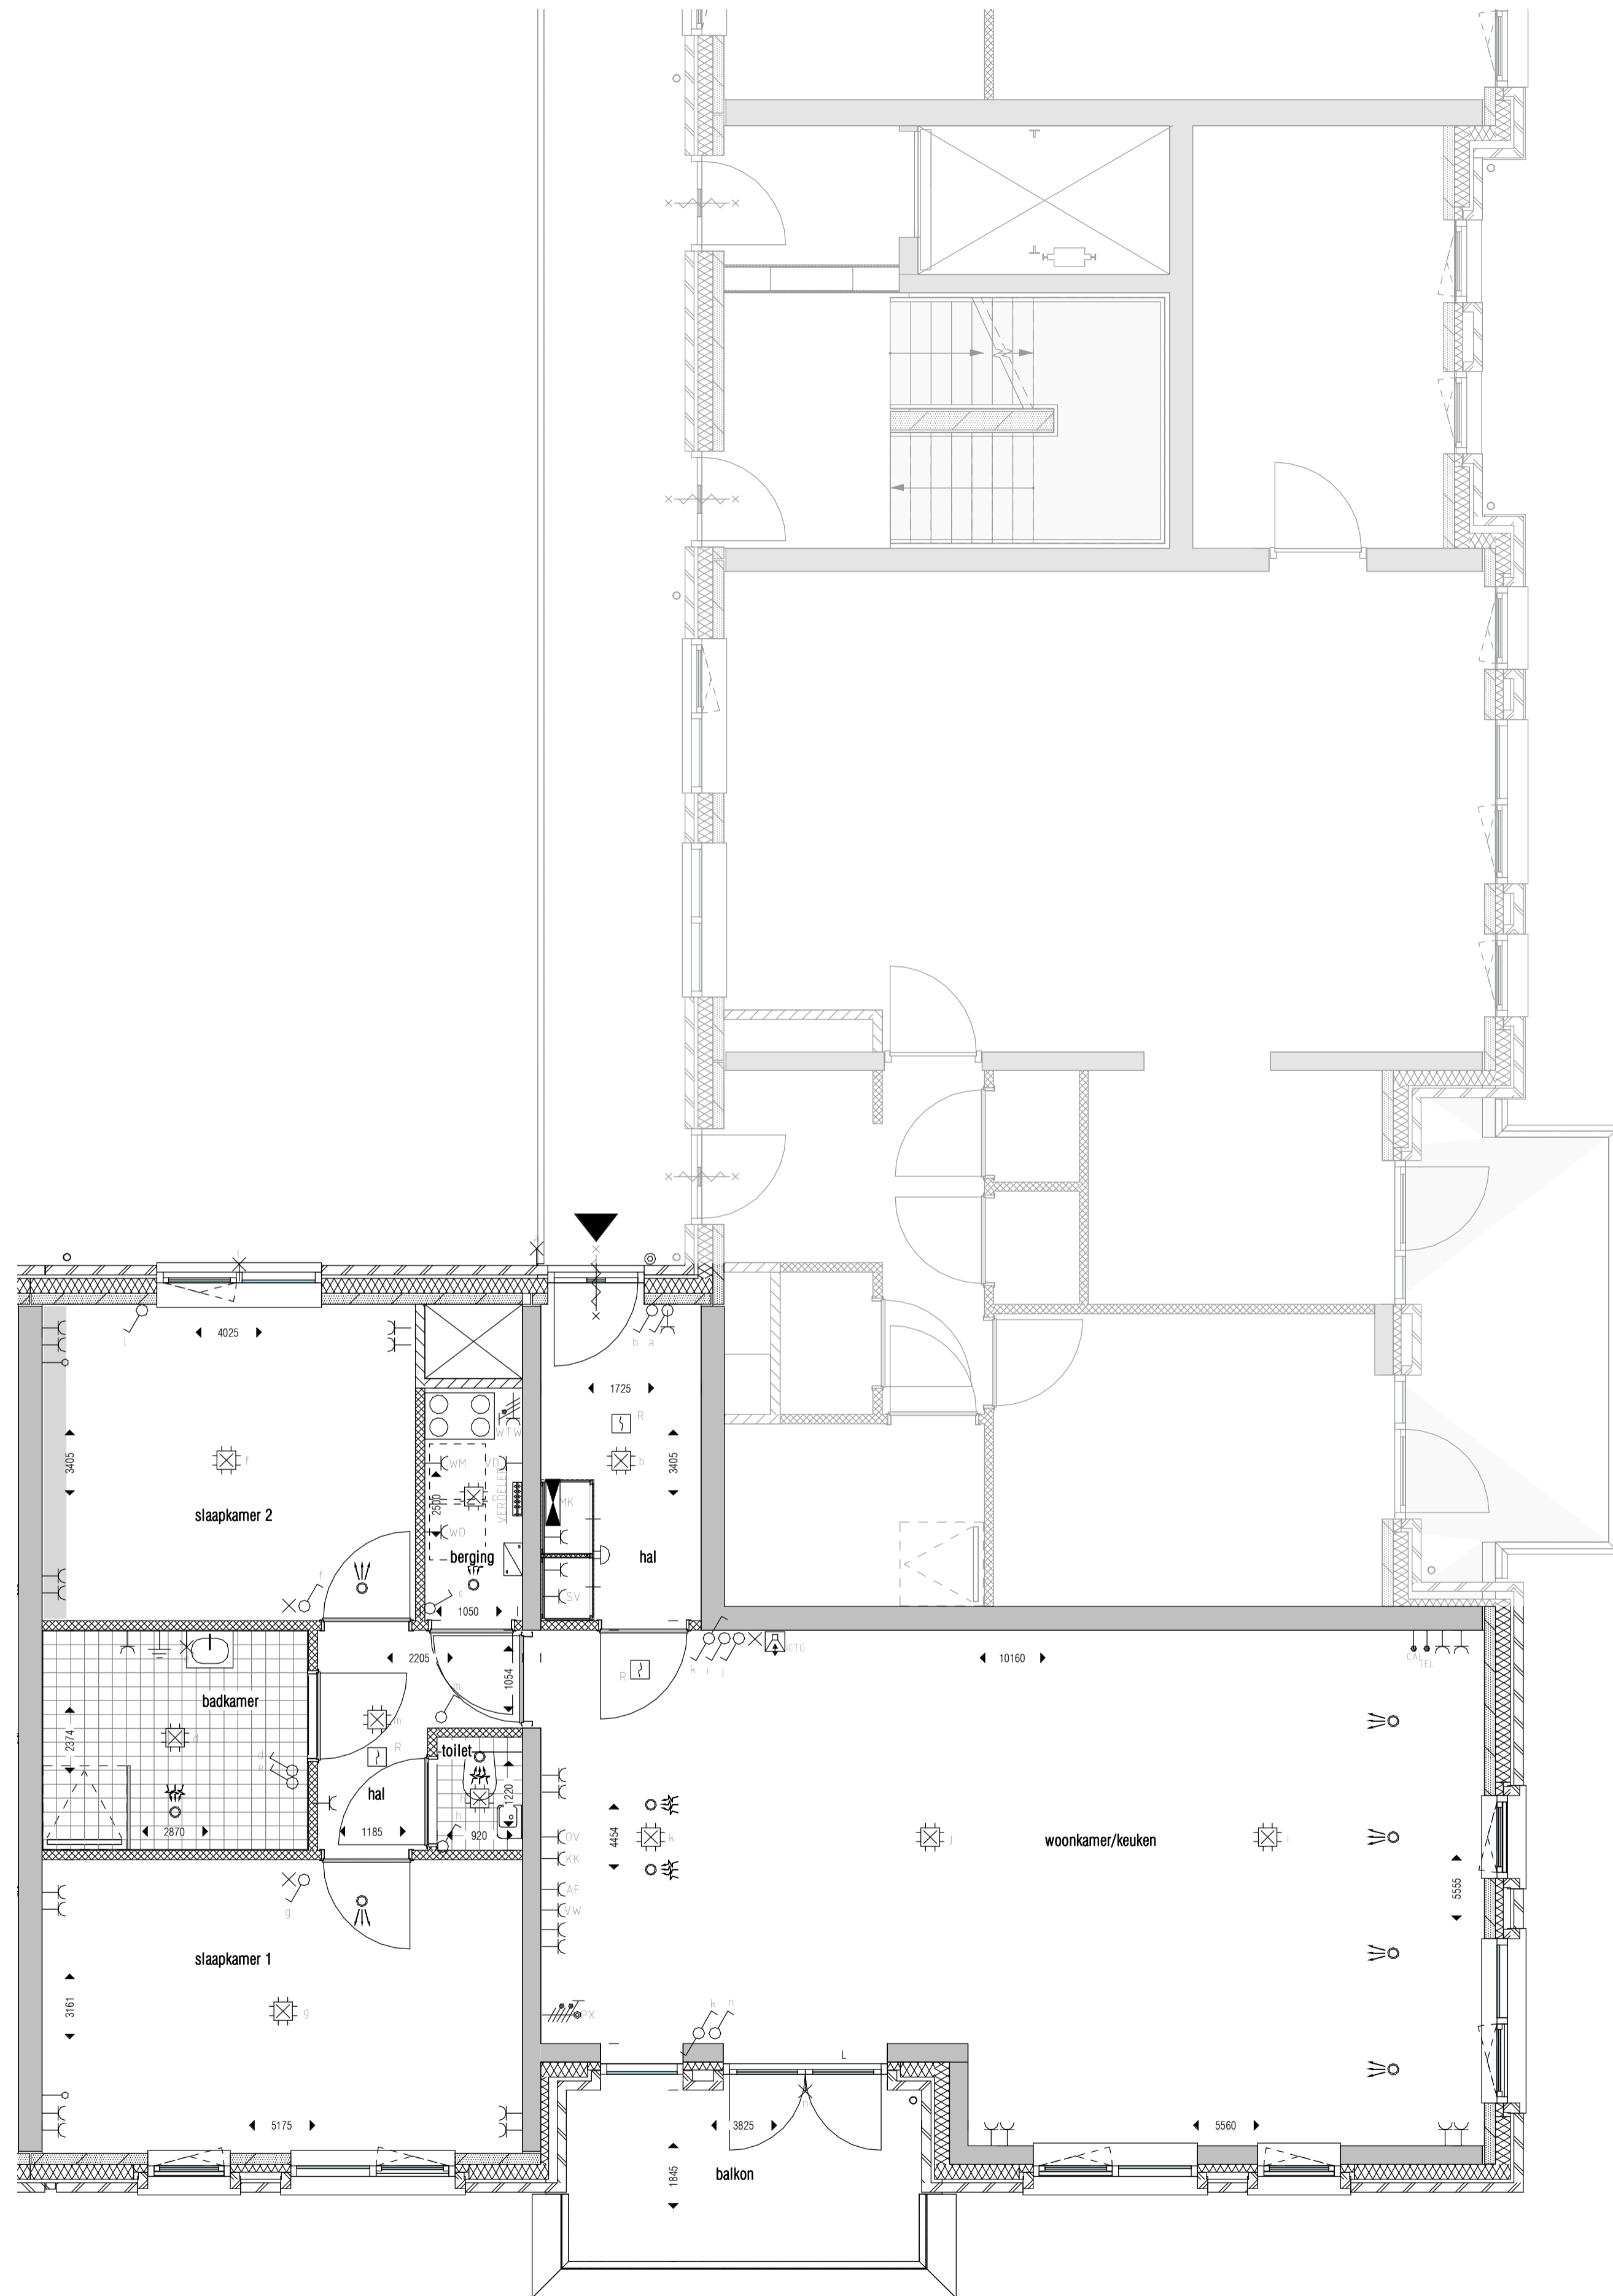 l
a
4025
b a
1725
R
WTW
3405
f
b
3405
WM VD
VERDELER
2500
MK
slaapkamer 2
WD
berging
hal
SV
f
c
1050
2205
1054
k i j
CTG
R
10160
CAI
TEL
badkamer
m
d
m
2374
R
toilet
d
e
hal
1220
h
2870
1185
920
OV
KK
4454
k
j
woonkamer/keuken
i
AF
VW
5555
g
slaapkamer 1
3161
g
PX
k n
L
n
5175
3825
5560
1845
balkon